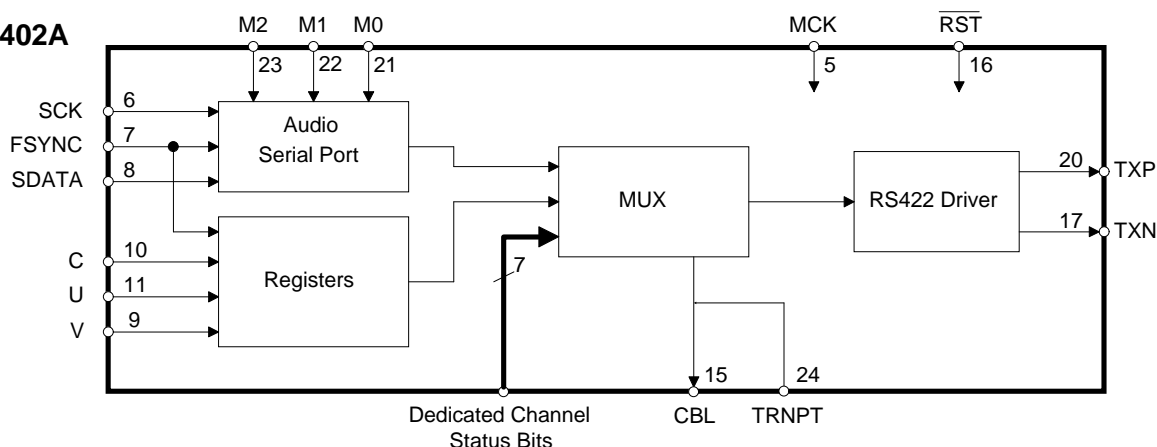 402A
M2 M1 M0 MCK RST
23 22 21 5 16
SCK 6
FSYNC 7
SDATA 8
Audio
Serial Port
C 10
U 11
V 9
Registers
MUX
7
RS422 Driver
20 TXP
17 TXN
15 24
Dedicated Channel
Status Bits
CBL TRNPT